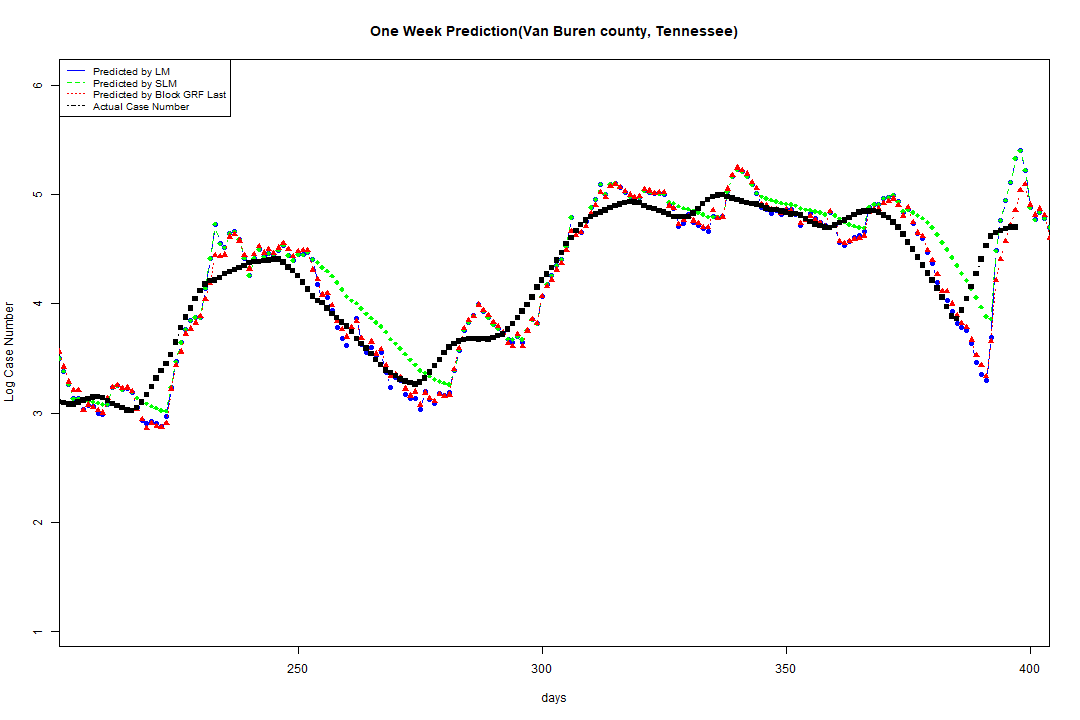 One Week Prediction(Van Buren county, Tennessee)
Predicted by LM
Predicted by SLM
Predicted by Block GRF Last
Actual Case Number
6
5
4
3
2
1
Log Case Number
250
300
350
400
days